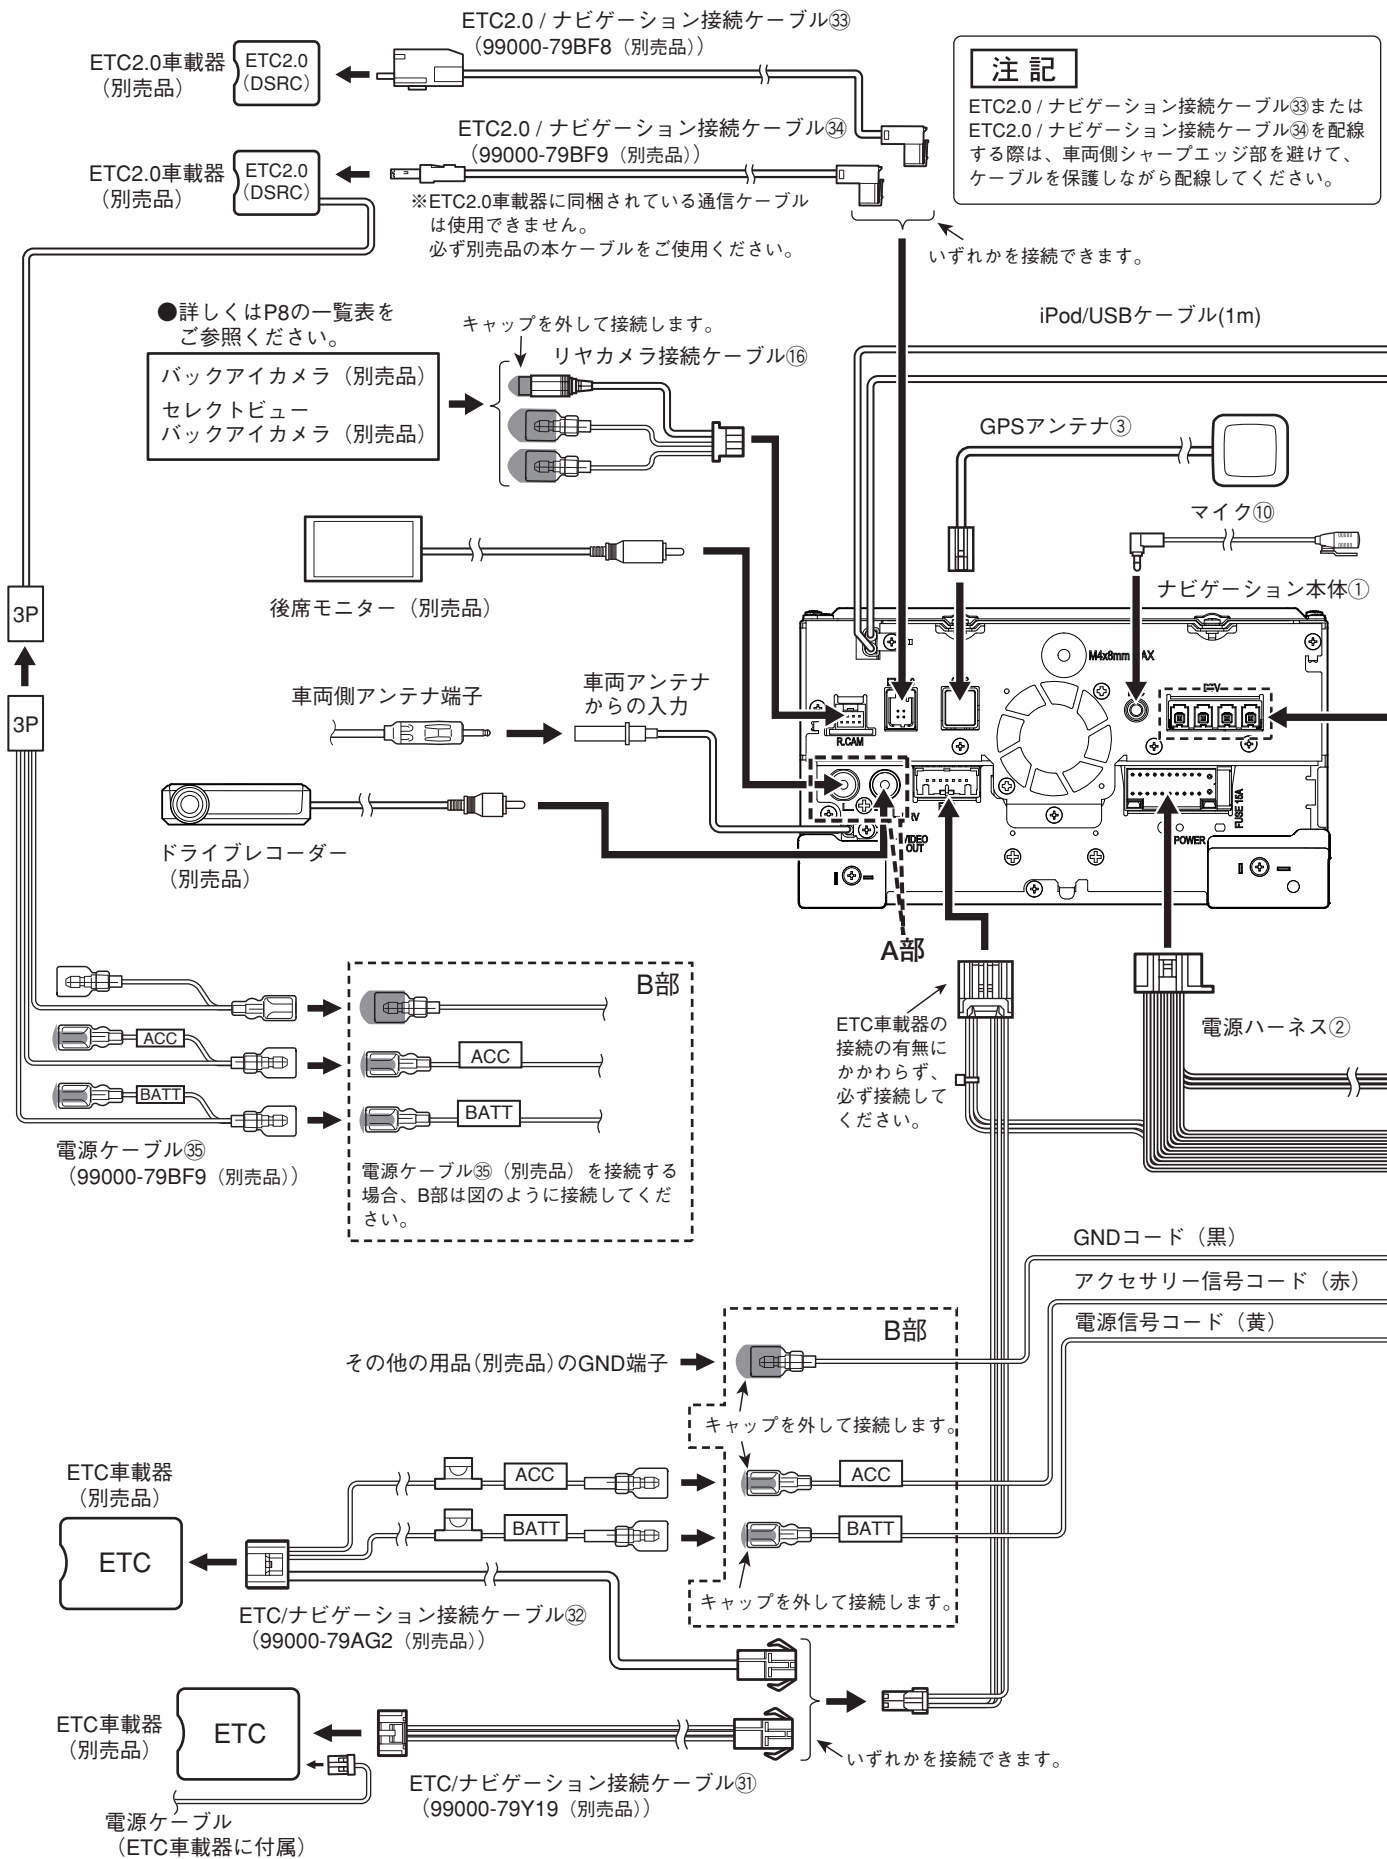 ETC2.0 / ナビゲーション接続ケーブル㉝
（99000-79BF8（別売品））
ETC2.0車載器
（別売品）
ETC2.0
(DSRC)
注 記
ETC2.0 / ナビゲーション接続ケーブル㉝または
ETC2.0 / ナビゲーション接続ケーブル㉞を配線
する際は、車両側シャープエッジ部を避けて、
ケーブルを保護しながら配線してください。
ETC2.0 / ナビゲーション接続ケーブル㉞
（99000-79BF9（別売品））
ETC2.0車載器
（別売品）
ETC2.0
(DSRC)
※ETC2.0車載器に同梱されている通信ケーブル
は使用できません。
必ず別売品の本ケーブルをご使用ください。
いずれかを接続できます。
●詳しくはP8の一覧表を
ご参照ください。
バックアイカメラ（別売品）
セレクトビュー
バックアイカメラ（別売品）
キャップを外して接続します。
リヤカメラ接続ケーブル⑯
iPod/USBケーブル(1m)
GPSアンテナ③
マイク⑩
ナビゲーション本体①
後席モニター（別売品）
3P
3P
車両側アンテナ端子
車両アンテナ
からの入力
M4x8mm
R.CAM
VIDEO
OUT
POWER
FUSE 15A
ドライブレコーダー
（別売品）
A部
B部
ACC
ACC
BATT
BATT
電源ケーブル㉟
（99000-79BF9（別売品））
電源ケーブル㉟（別売品）を接続する
場合、B部は図のように接続してくだ
さい。
ETC車載器の
接続の有無に
かかわらず、
必ず接続して
ください。
電源ハーネス②
GNDコード（黒）
アクセサリー信号コード（赤）
電源信号コード（黄）
B部
その他の用品(別売品)のGND端子
キャップを外して接続します。
ETC車載器
（別売品）
ETC
ACC
ACC
BATT
BATT
キャップを外して接続します。
ETC/ナビゲーション接続ケーブル㉜
（99000-79AG2（別売品））
ETC車載器
（別売品）
ETC
いずれかを接続できます。
ETC/ナビゲーション接続ケーブル㉛
（99000-79Y19（別売品））
電源ケーブル
（ETC車載器に付属）